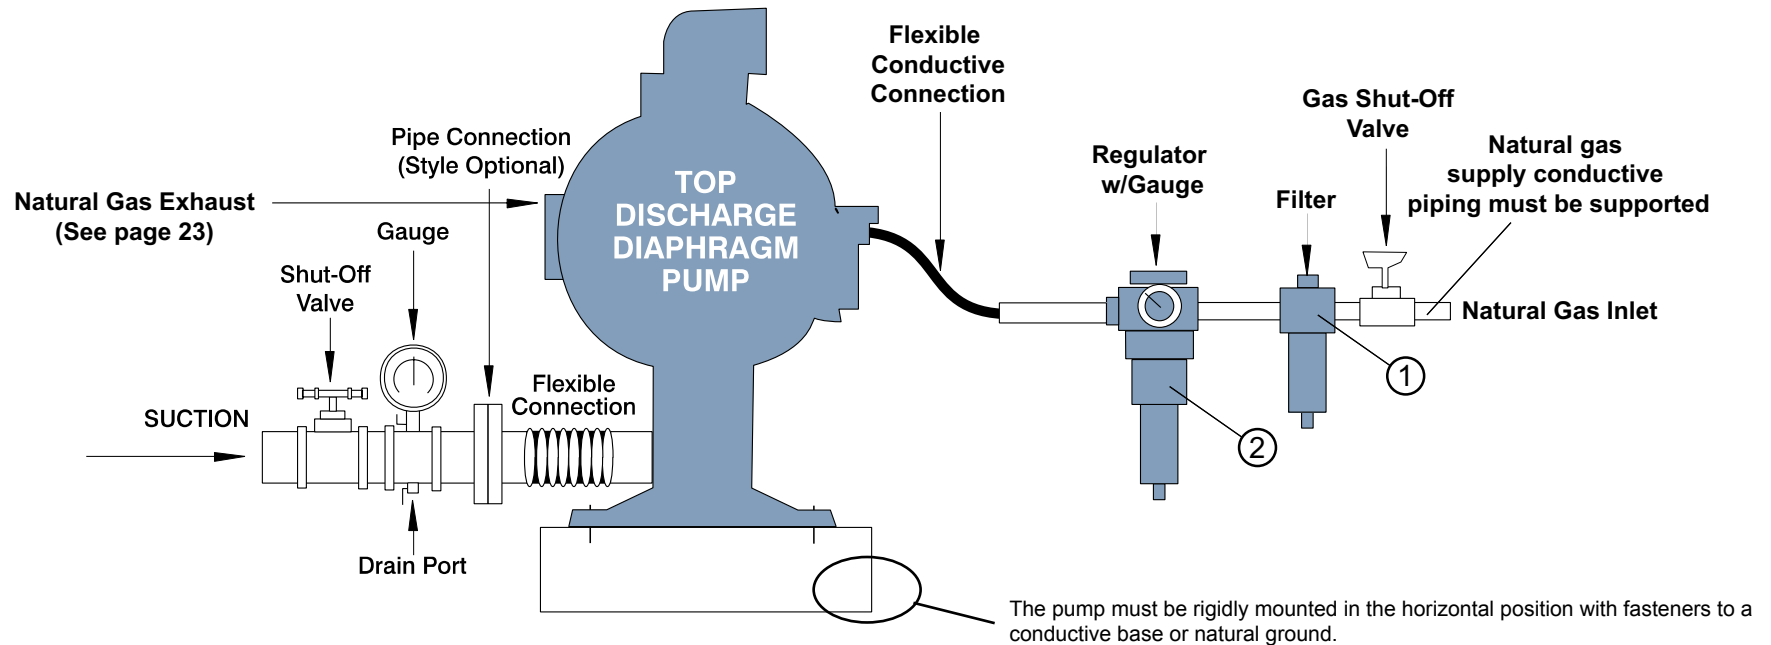 Flexible
Conductive
Connection
Gas Shut-Off
Valve
Pipe Connection
(Style Optional)
Regulator
w/Gauge
Natural gas
supply conductive
piping must be supported
Filter
TOP
DISCHARGE
DIAPHRAGM
PUMP
Natural Gas Exhaust
(See page 23)
Gauge
Shut-Off
Valve
Natural Gas Inlet
1
Flexible
Connection
SUCTION
2
Drain Port
The pump must be rigidly mounted in the horizontal position with fasteners to a
conductive base or natural ground.